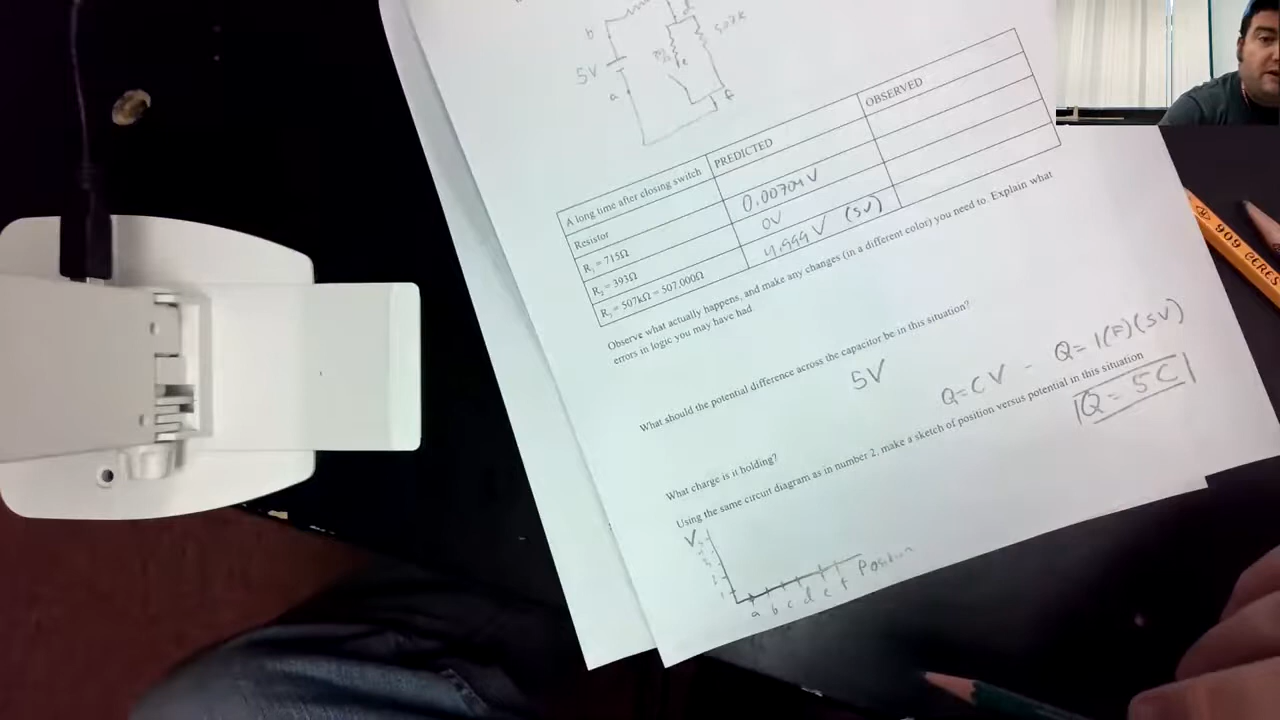 d
b
507k
5V
e
a
f
A long time after closing switch PREDICTED OBSERVED
Resistor 0.00704V
R₁ = 715Ω 0V
R₂ = 393Ω 4.999V (5V)
R₃ = 507kΩ = 507,000Ω
Observe what actually happens, and make any changes (in a different color) you need to. Explain what
errors in logic you may have had
What should the potential difference across the capacitor be in this situation?
5V
Q=CV - Q=1(F)(5V)
Q = 5C
What charge is it holding?
Using the same circuit diagram as in number 2, make a sketch of position versus potential in this situation
V
a b c d e f Position
909 CERES